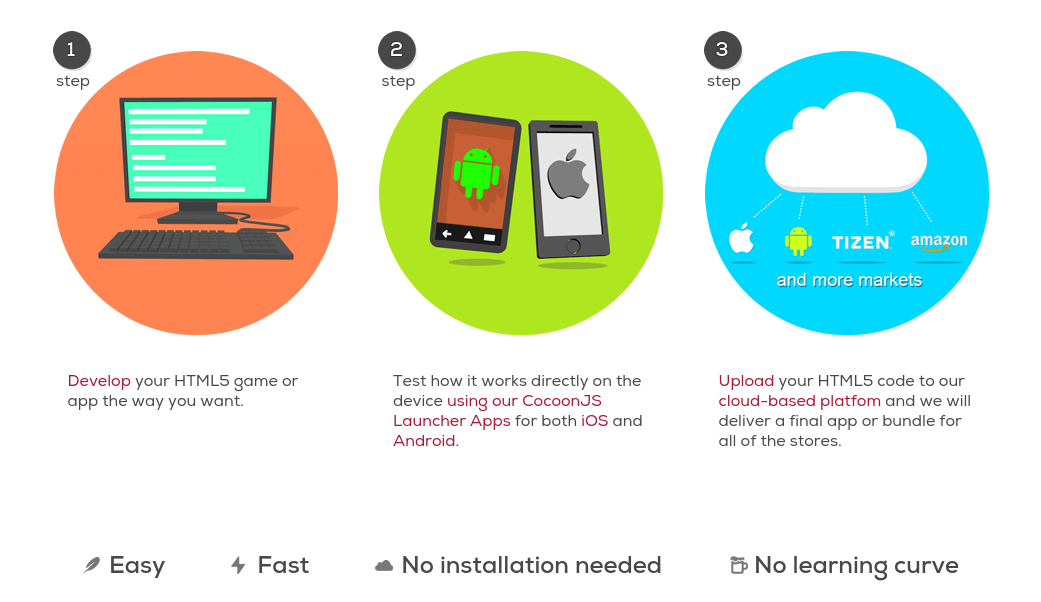 1
step
2
step
3
step
TIZEN
amazon
and more markets
Develop your HTML5 game or
app the way you want.
Test how it works directly on the
device using our CocoonJS
Launcher Apps for both iOS and
Android.
Upload your HTML5 code to our
cloud-based platfom and we will
deliver a final app or bundle for
all of the stores.
Easy
Fast
No installation needed
No learning curve